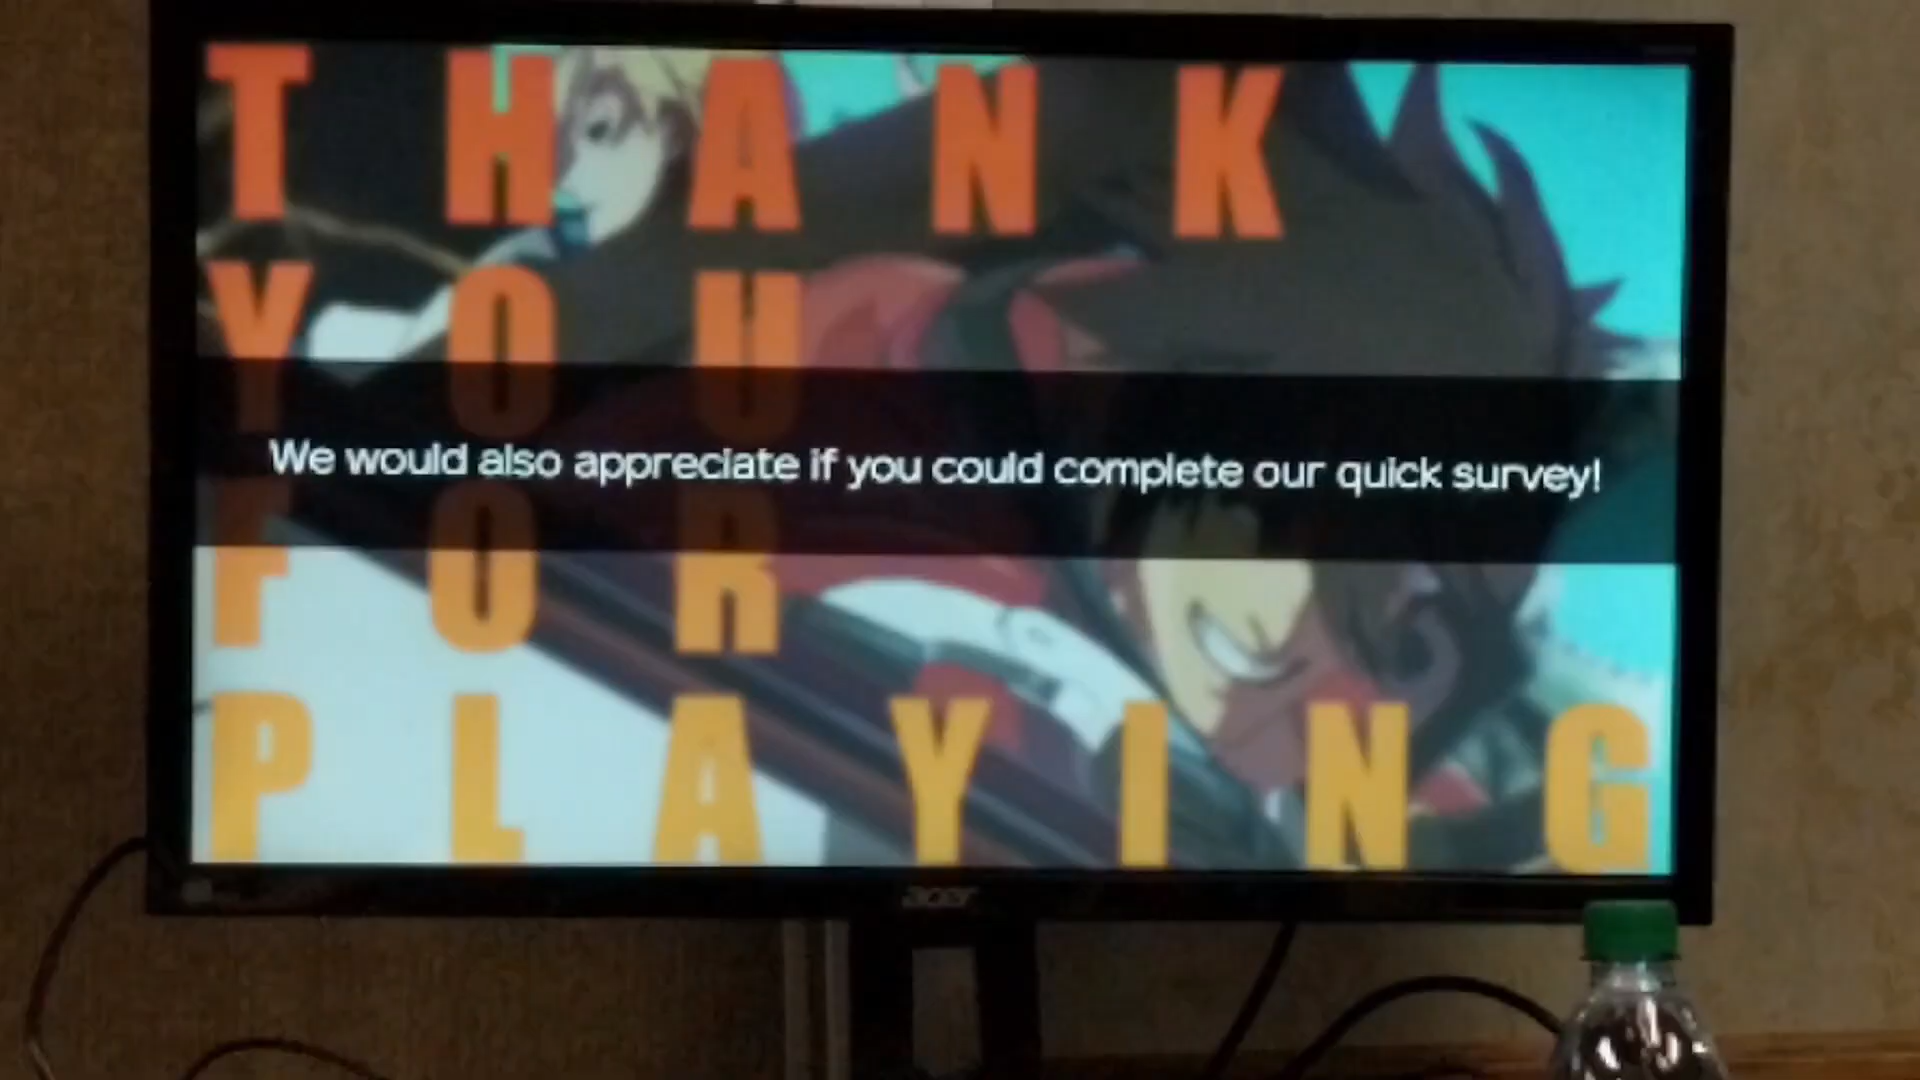 THANK
YOU
We would also appreciate if you could complete our quick survey!
FOR
PLAYING
acer